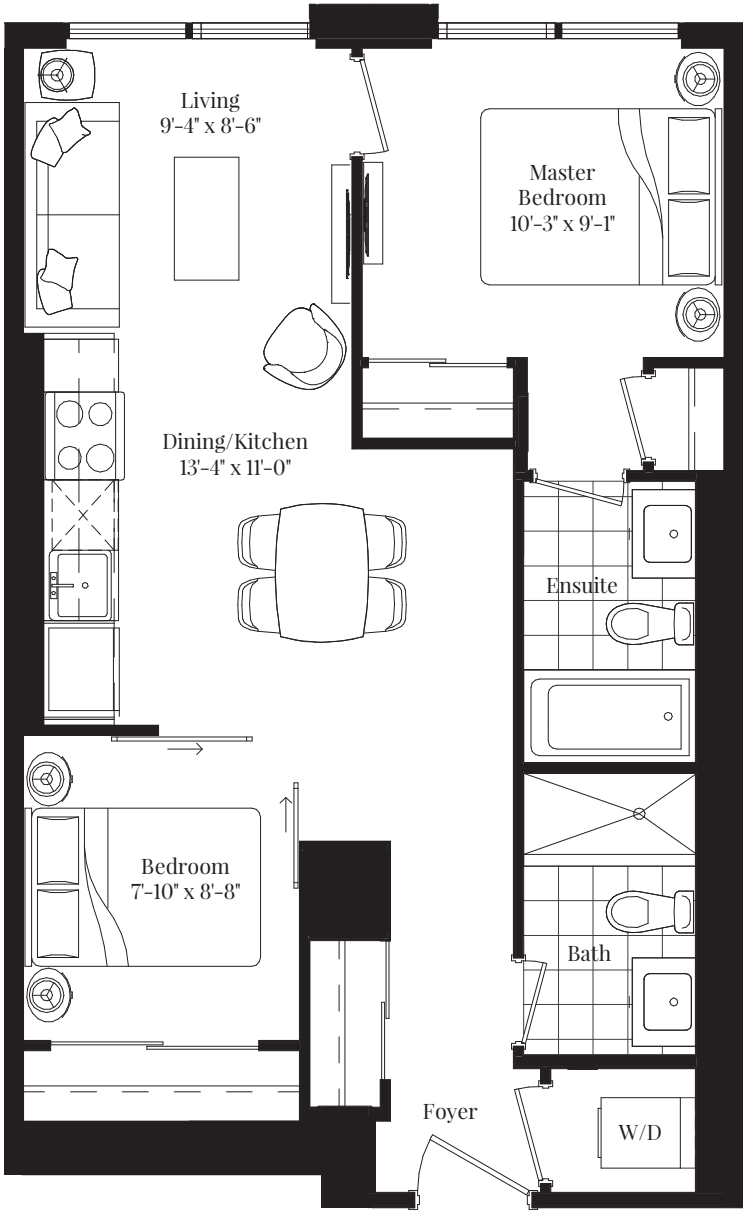 Living
9'-4" x 8'-6"
Master
Bedroom
10'-3" x 9'-1"
Dining/Kitchen
13'-4" x 11'-0"
Ensuite
Bedroom
7'-10" x 8'-8"
Bath
Foyer
W/D